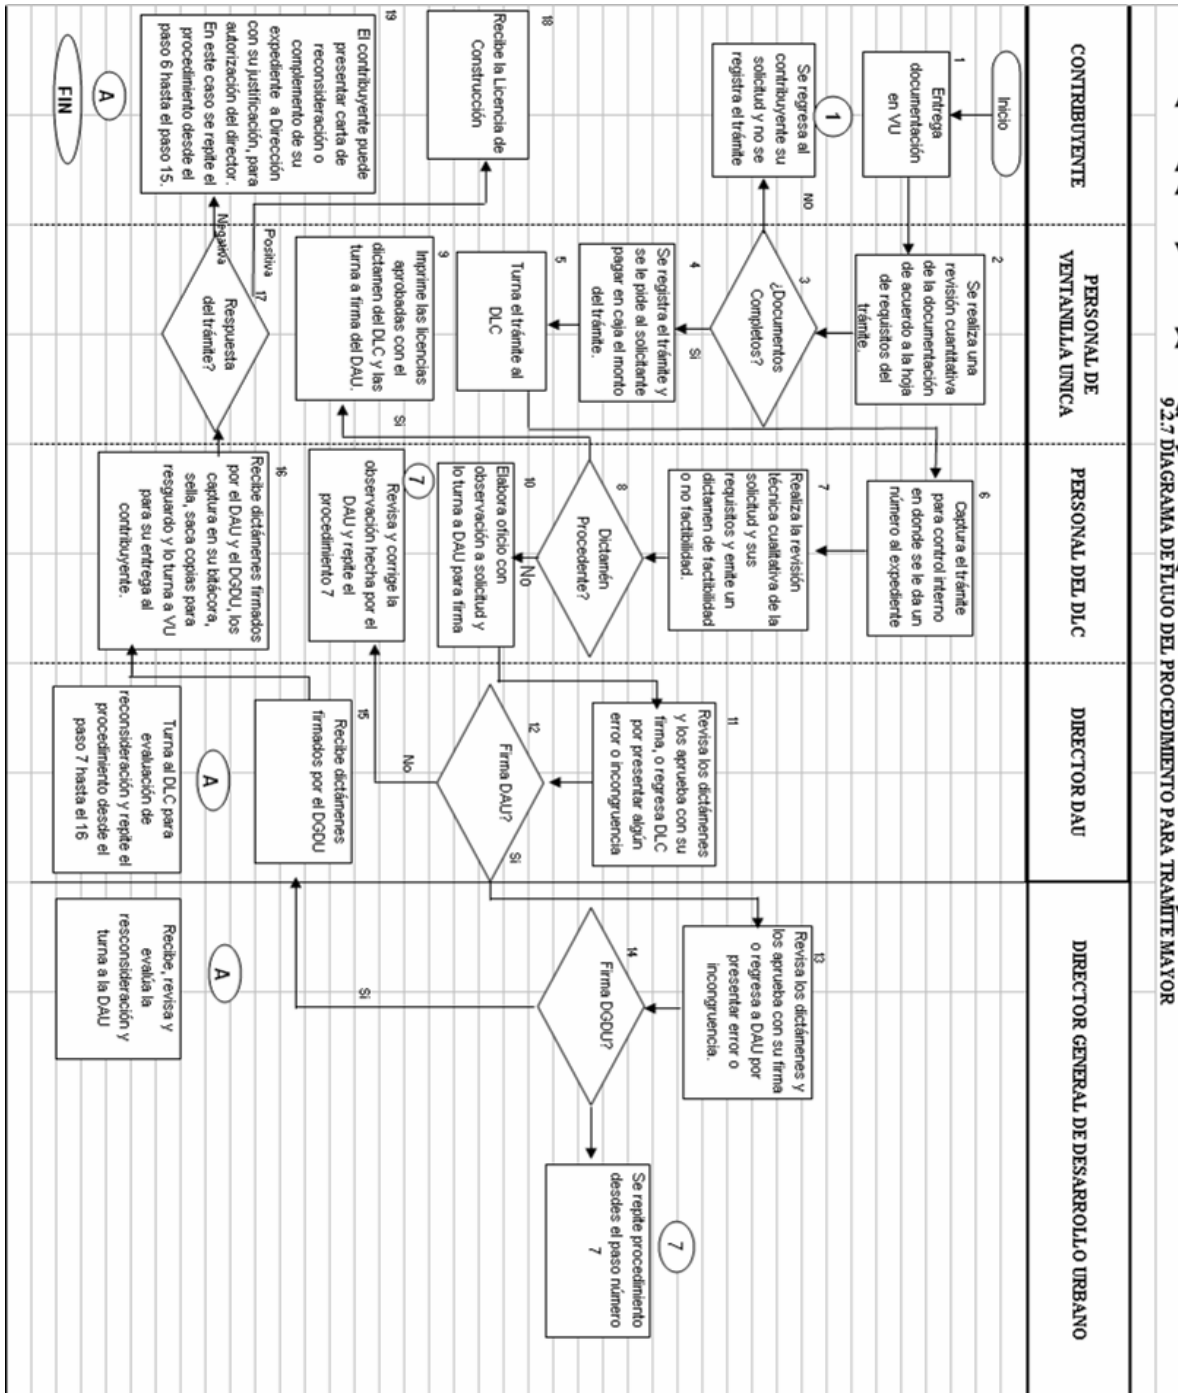 9.2.7 DIAGRAMA DE FLUJO DEL PROCEDIMIENTO PARA TRAMITE MAYOR
CONTRIBUYENTE
PERSONAL DE
VENTANILLA UNICA
PERSONAL DEL DLC
DIRECTOR DAU
DIRECTOR GENERAL DE DESARROLLO URBANO
Inicio
1
Entrega
documentación
en VU
2
Se realiza una
revisión cuantitativa
de la documentación
de acuerdo a la hoja
de requisitos del
trámite.
3
¿Documentos
Completos?
NO
Si
1
Se regresa al
contribuyente su
solicitud y no se
registra el trámite
4
Se registra el trámite y
se le pide al solicitante
pagar en caja el monto
del trámite.
5
Turna el trámite al
DLC
6
Captura el trámite
para control interno
en donde se le da un
número al expediente
7
Realiza la revisión
técnica cualitativa de la
solicitud y sus
requisitos y emite un
dictamen de factibilidad
o no factibilidad.
8
Dictamén
Procedente?
No
Si
9
Imprime las licencias
aprobadas con el
dictamen del DLC y las
turna a firma del DAU.
10
Elabora oficio con
observación a solicitud y
lo turna a DAU para firma
11
Revisa los dictámenes
y los aprueba con su
firma, o regresa DLC
por presentar algún
error o incongruencia
12
Firma DAU?
Si
No
7
Revisa y corrige la
observación hecha por el
DAU y repite el
procedimiento 7
13
Revisa los dictámenes y
los aprueba con su firma
o regresa a DAU por
presentar error o
incongruencia.
14
Firma DGDU?
Si
7
Se repite procedimiento
desdes el paso número
7
15
Recibe dictámenes
firmados por el DGDU
16
Recibe dictámenes firmados
por el DAU y el DGDU, los
captura en su bitácora,
sella, saca copias para
resguardo y lo turna a VU
para su entrega al
contribuyente.
17
Respuesta
del trámite?
Positiva
Negativa
18
Recibe la Licencia de
Construcción
19
El contribuyente puede
presentar carta de
reconsideración o
complemento de su
expediente a Dirección
con su justificación, para
autorización del director.
En este caso se repite el
procedimiento desde el
paso 6 hasta el paso 15.
A
FIN
A
Turna al DLC para
evaluación de
reconsideración y repite el
procedimiento desde el
paso 7 hasta el 16
A
Recibe, revisa y
evalúa la
resconsideración y
turna a la DAU